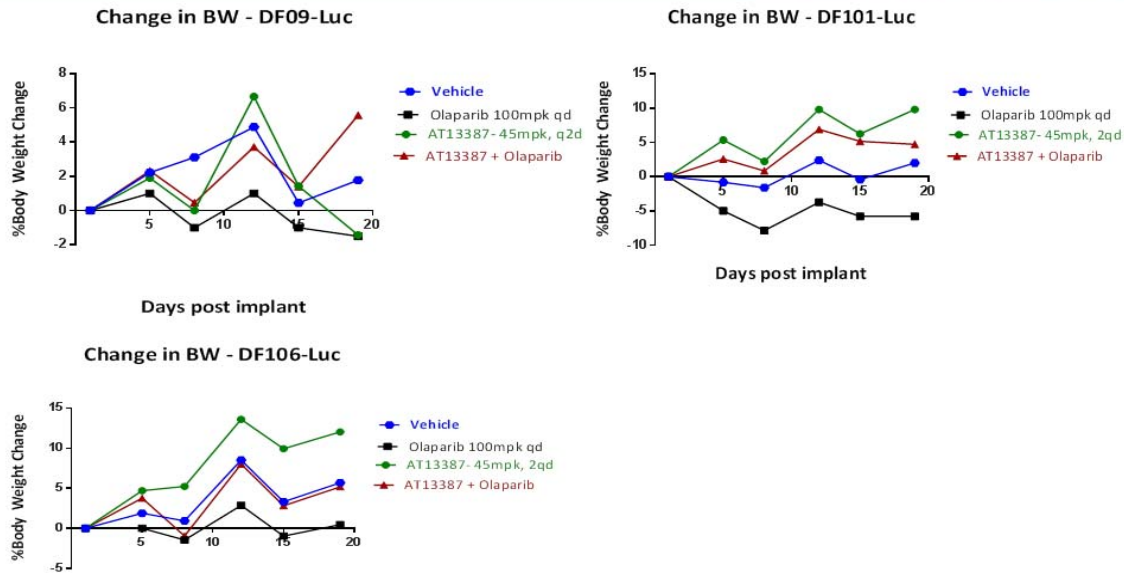 Change in BW - DF09-Luc
%Body Weight Change
8
6
4
2
0
-2
5
10
15
20
Vehicle
Olaparib 100mpk qd
AT13387- 45mpk, q2d
AT13387 + Olaparib
Days post implant
Change in BW - DF101-Luc
%Body Weight Change
15
10
5
0
-5
-10
5
10
15
20
Vehicle
Olaparib 100mpk qd
AT13387- 45mpk, 2qd
AT13387 + Olaparib
Days post implant
Change in BW - DF106-Luc
%Body Weight Change
15
10
5
0
-5
5
10
15
20
Vehicle
Olaparib 100mpk qd
AT13387- 45mpk, 2qd
AT13387 + Olaparib